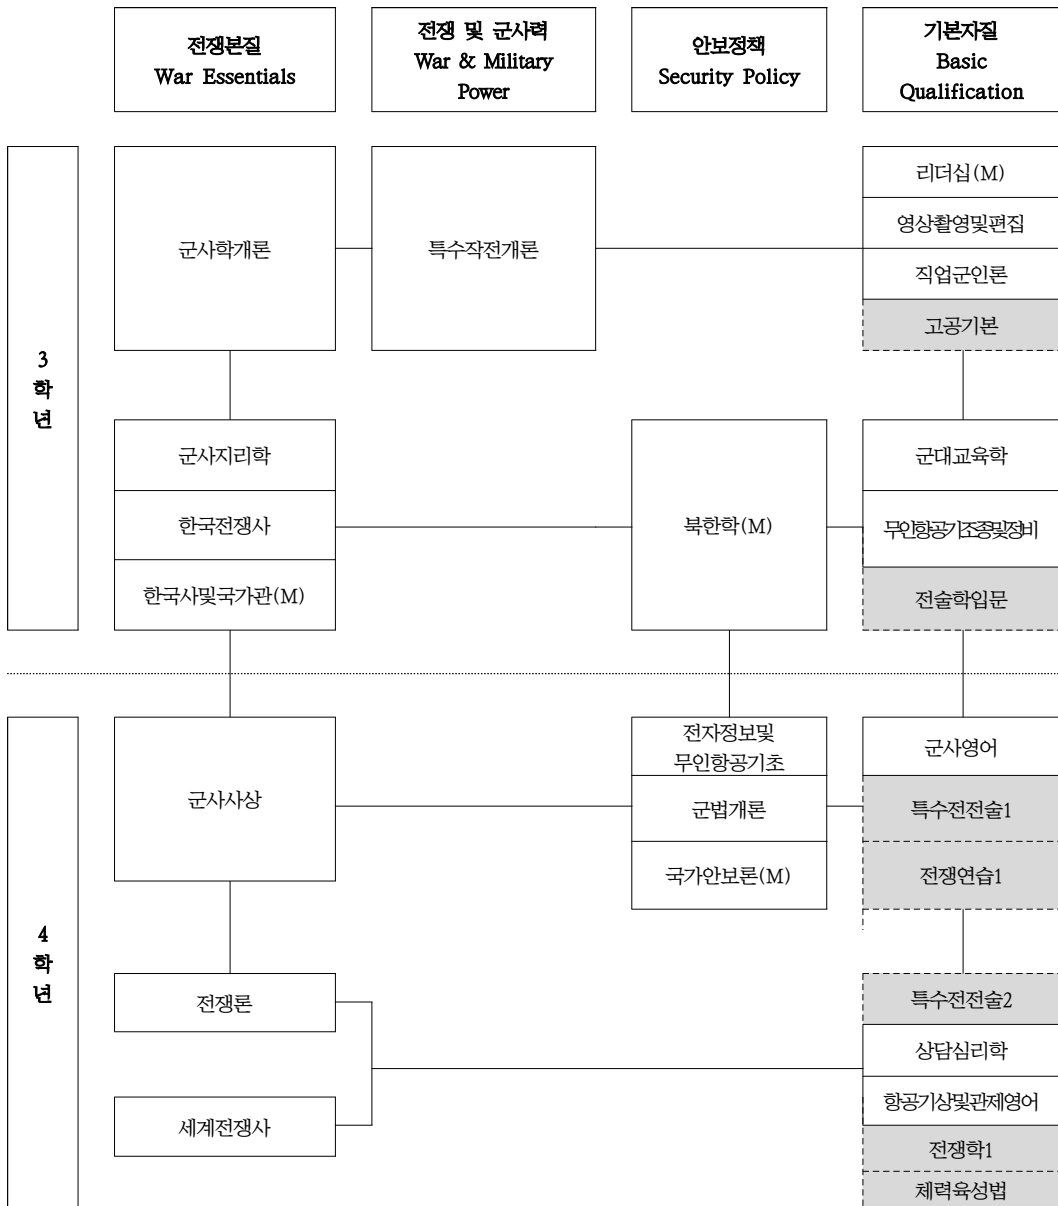 전쟁본질
War Essentials
전쟁 및 군사력
War & Military
Power
안보정책
Security Policy
기본자질
Basic
Qualification
3
학
년
군사학개론
특수작전개론
리더십(M)
영상촬영및편집
직업군인론
고공기본
군사지리학
한국전쟁사
한국사및국가관(M)
북한학(M)
군대교육학
무인항공기조종및정비
전술학입문
4
학
년
군사사상
전자정보및
무인항공기초
군법개론
국가안보론(M)
군사영어
특수전전술1
전쟁연습1
전쟁론
세계전쟁사
특수전전술2
상담심리학
항공기상및관제영어
전쟁학1
체력육성법